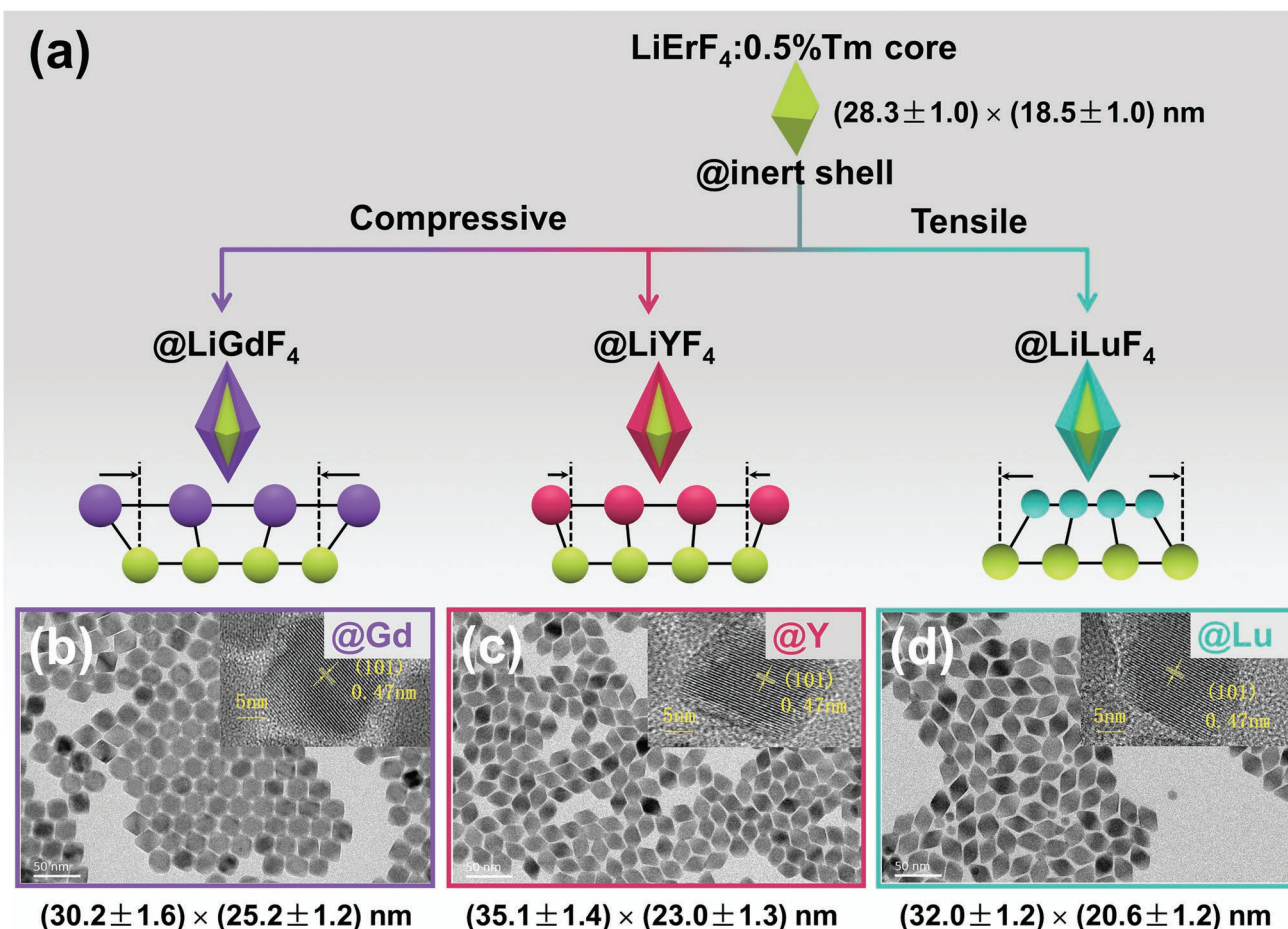 (a)
LiErF₄:0.5%Tm core
(28.3±1.0) × (18.5±1.0) nm
@inert shell
Compressive
Tensile
@LiGdF₄
@LiYF₄
@LiLuF₄
(b)
@Gd
(101)
0.47nm
5nm
50 nm
(c)
@Y
(101)
0.47nm
5nm
50 nm
(d)
@Lu
(101)
0.47nm
5nm
50 nm
(30.2±1.6) × (25.2±1.2) nm
(35.1±1.4) × (23.0±1.3) nm
(32.0±1.2) × (20.6±1.2) nm